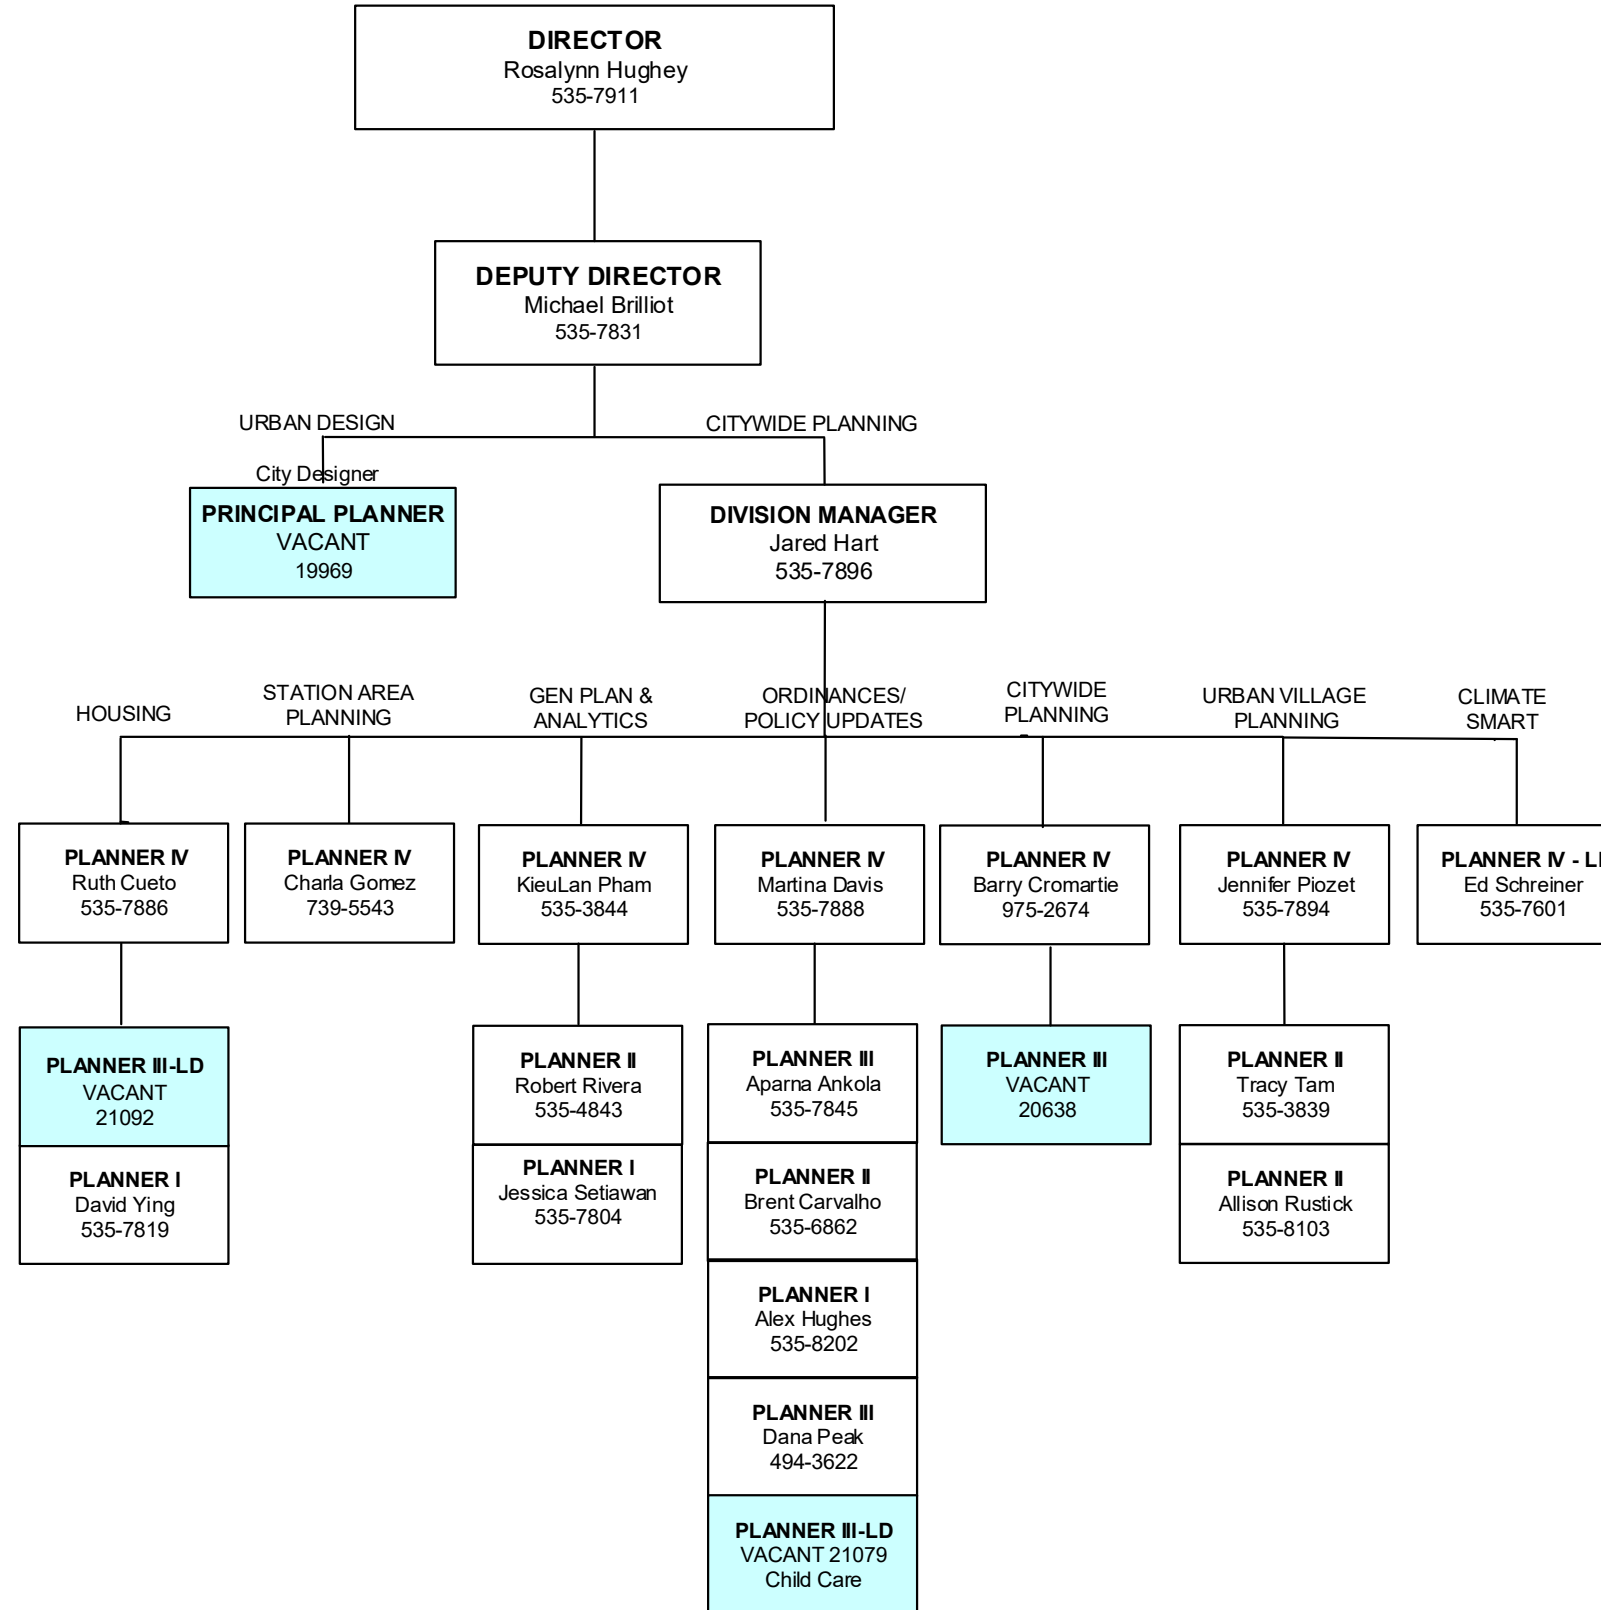 DIRECTOR
Rosalynn Hughey
535-7911
DEPUTY DIRECTOR
Michael Brilliot
535-7831
URBAN DESIGN
CITYWIDE PLANNING
City Designer
PRINCIPAL PLANNER
VACANT
19969
DIVISION MANAGER
Jared Hart
535-7896
HOUSING
STATION AREA
PLANNING
GEN PLAN &
ANALYTICS
ORDINANCES/
POLICY UPDATES
CITYWIDE
PLANNING
URBAN VILLAGE
PLANNING
CLIMATE
SMART
PLANNER IV
Ruth Cueto
535-7886
PLANNER IV
Charla Gomez
739-5543
PLANNER IV
KieuLan Pham
535-3844
PLANNER IV
Martina Davis
535-7888
PLANNER IV
Barry Cromartie
975-2674
PLANNER IV
Jennifer Piozet
535-7894
PLANNER IV -
Ed Schreiner
535-7601
PLANNER III-LD
VACANT
21092
PLANNER I
David Ying
535-7819
PLANNER II
Robert Rivera
535-4843
PLANNER I
Jessica Setiawan
535-7804
PLANNER III
Aparna Ankola
535-7845
PLANNER II
Brent Carvalho
535-6862
PLANNER I
Alex Hughes
535-8202
PLANNER III
Dana Peak
494-3622
PLANNER III-LD
VACANT 21079
Child Care
PLANNER III
VACANT
20638
PLANNER II
Tracy Tam
535-3839
PLANNER II
Allison Rustick
535-8103